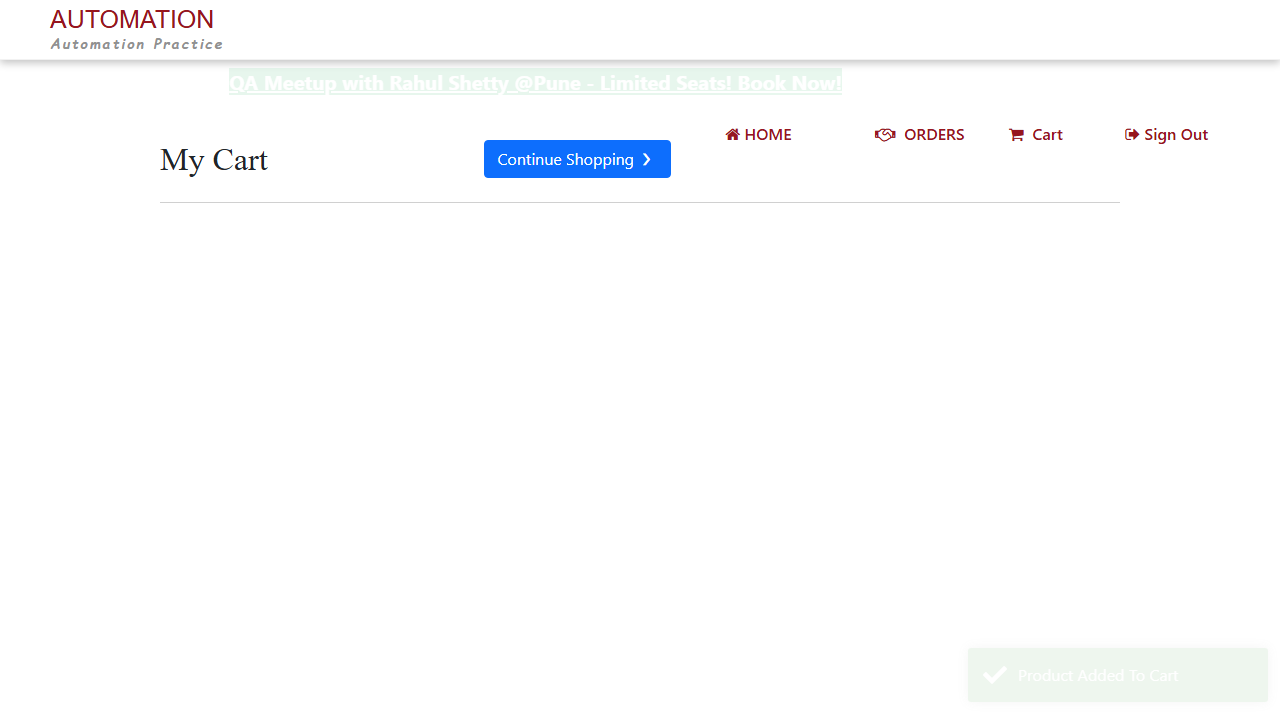 AUTOMATION
Automation Practice
QA Meetup with Rahul Shetty @Pune - Limited Seats! Book Now!
HOME
ORDERS
Cart
Sign Out
My Cart
Continue Shopping
Product Added To Cart